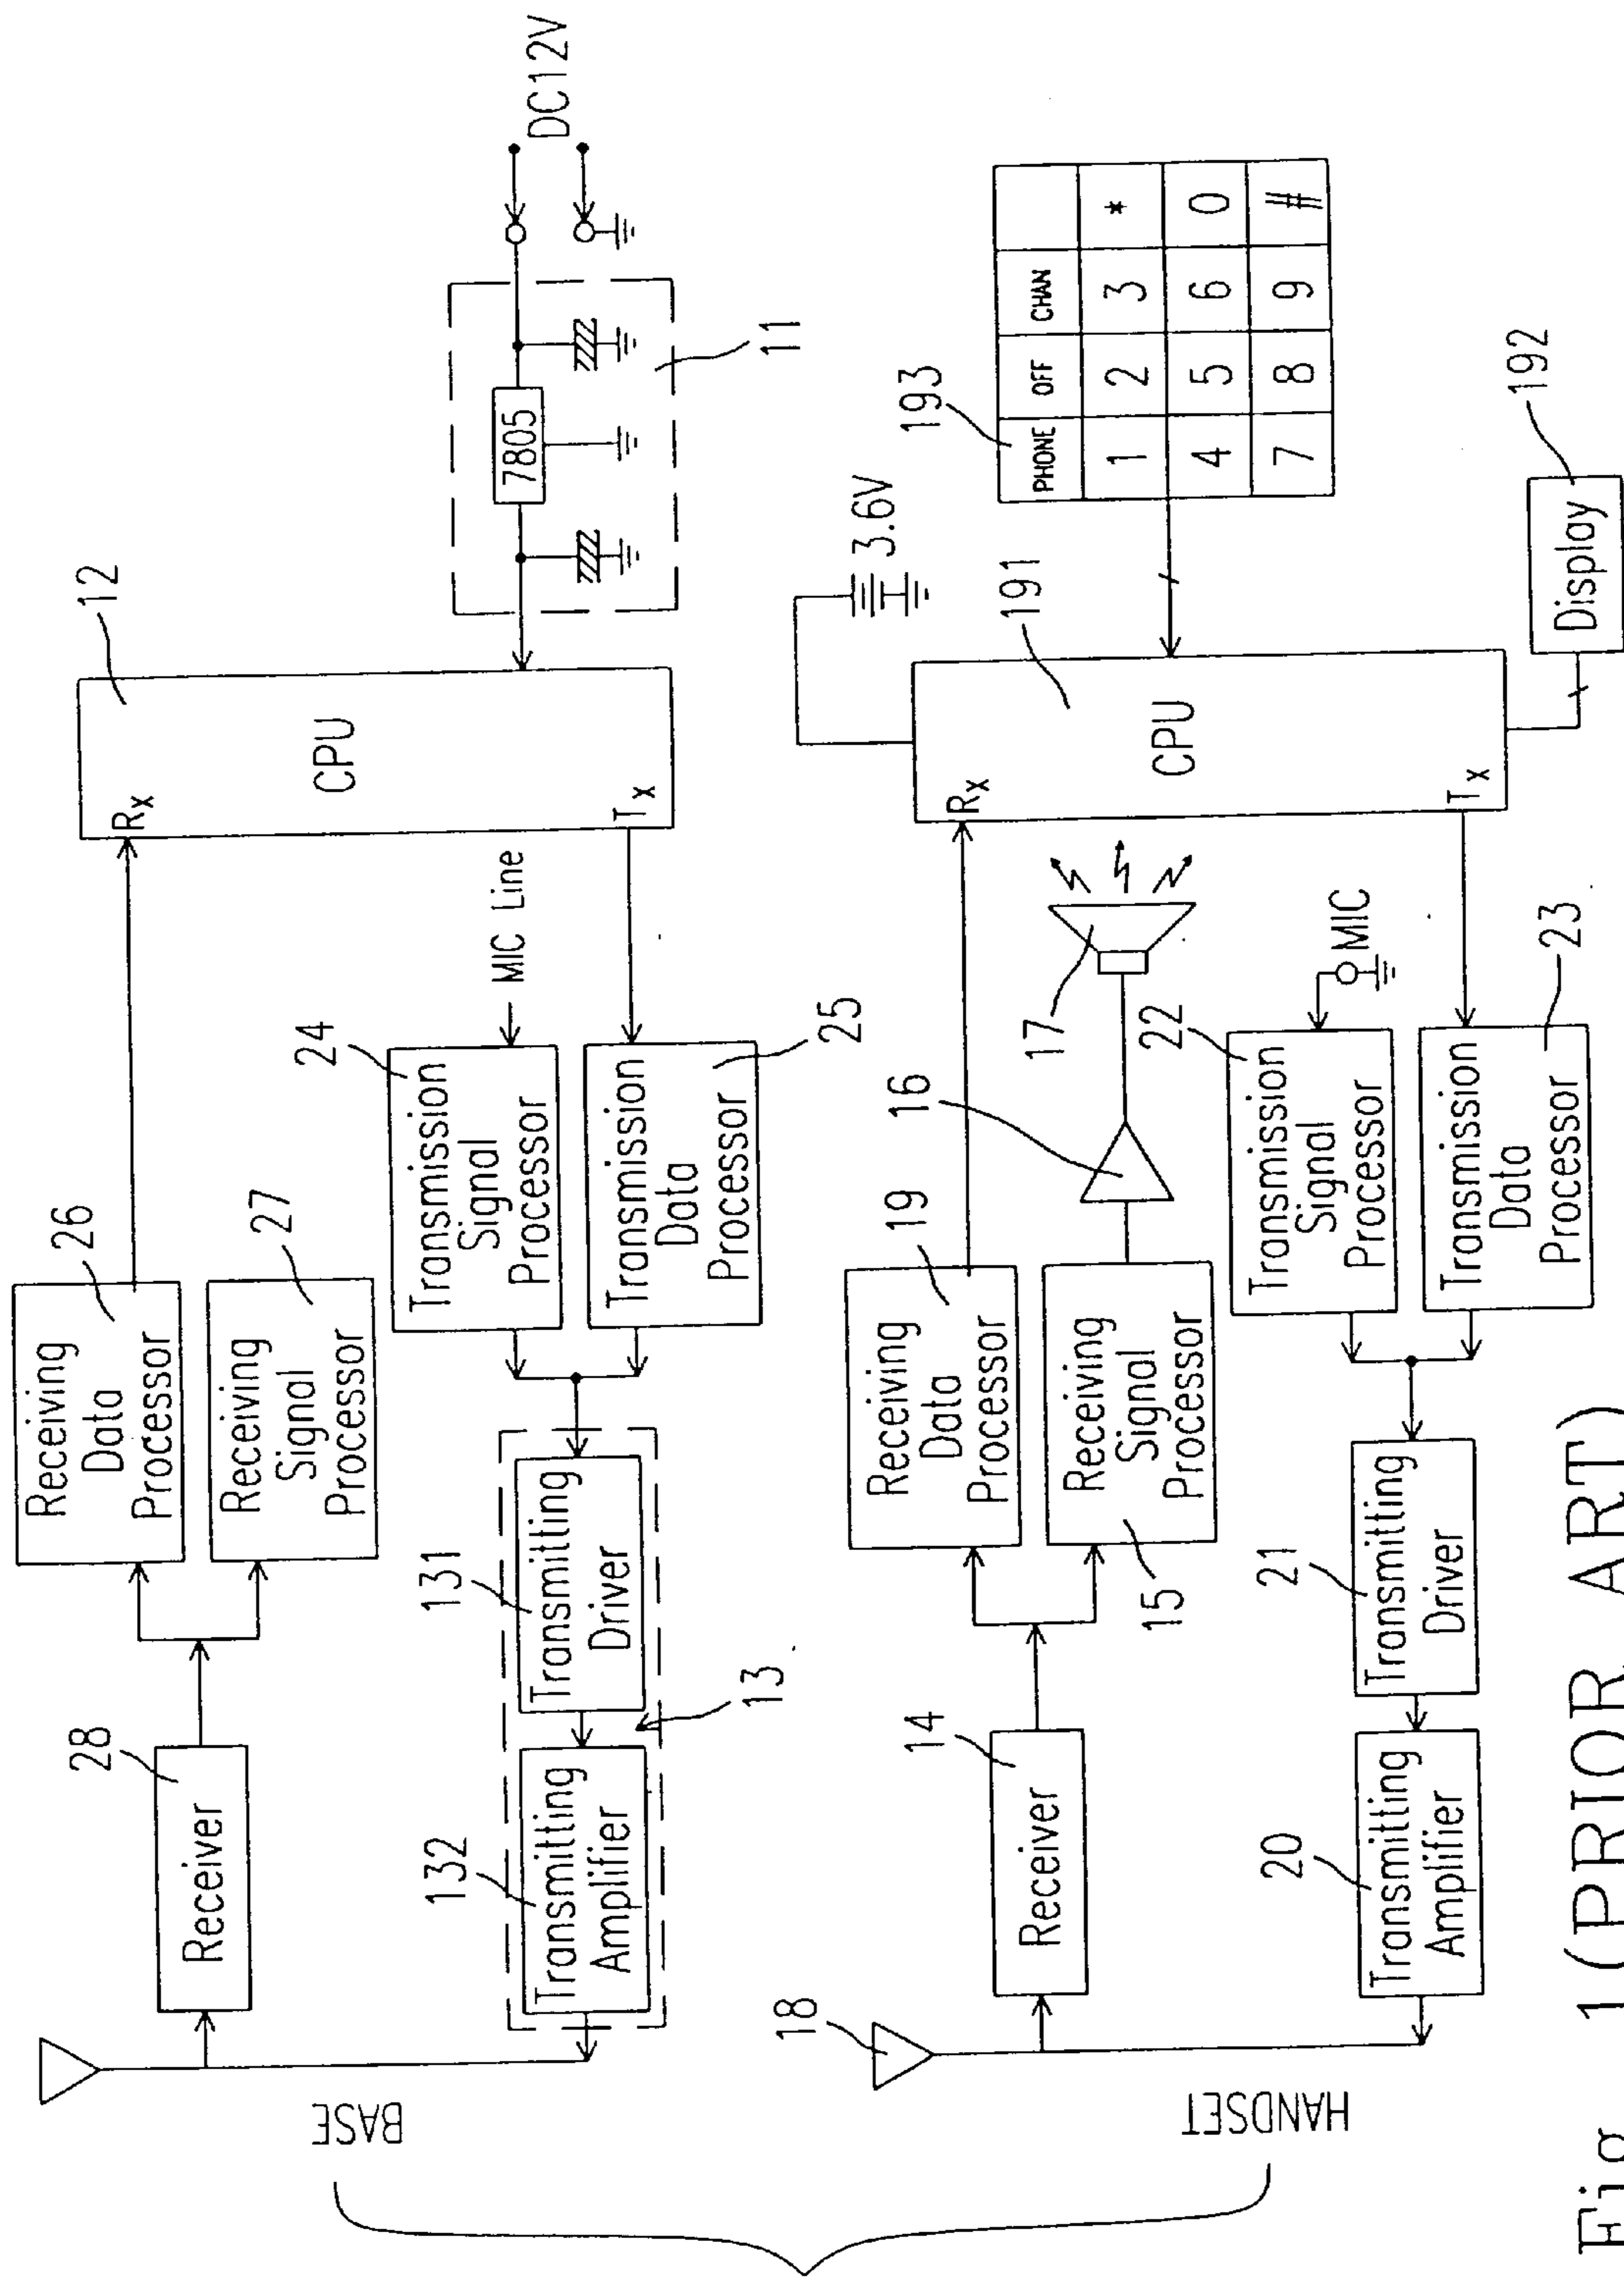 BASE
28
Receiver
26
Receiving
Data
Processor
27
Receiving
Signal
Processor
12
CPU
Rx
Tx
DC12V
7805
11
24
Transmission
Signal
Processor
MIC Line
25
Transmission
Data
Processor
131
Transmitting
Driver
132
Transmitting
Amplifier
13
HANDSET
18
14
Receiver
19
Receiving
Data
Processor
15
Receiving
Signal
Processor
16
17
191
CPU
Rx
Tx
3.6V
193
PHONE OFF CHAN
1 2 3 *
4 5 6 0
7 8 9 #
192
Display
22
Transmission
Signal
Processor
MIC
23
Transmission
Data
Processor
21
Transmitting
Driver
20
Transmitting
Amplifier
Fig. 1(PRIOR ART)